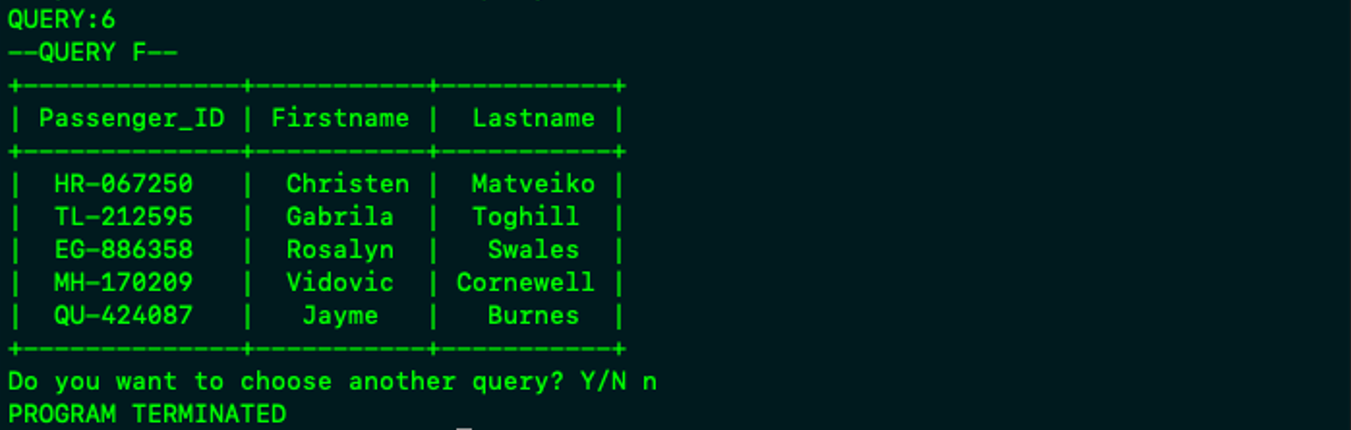 QUERY:6
--QUERY F--
+--------------+-----------+-----------+
| Passenger_ID | Firstname |  Lastname |
+--------------+-----------+-----------+
|  HR-067250   |  Christen |  Matveiko |
|  TL-212595   |  Gabrila  |  Toghill  |
|  EG-886358   |  Rosalyn  |   Swales  |
|  MH-170209   |  Vidovic  | Cornewell |
|  QU-424087   |   Jayme   |   Burnes  |
+--------------+-----------+-----------+
Do you want to choose another query? Y/N n
PROGRAM TERMINATED